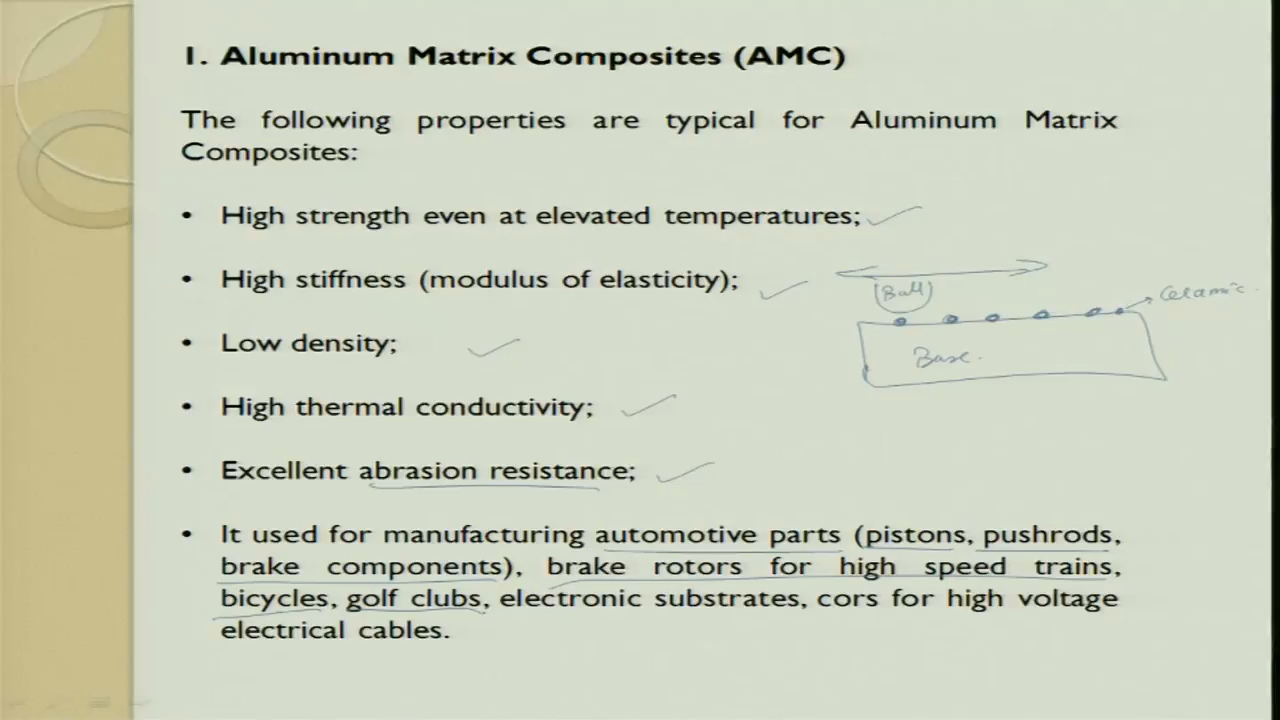 1. Aluminum Matrix Composites (AMC)
The following properties are typical for Aluminum Matrix
Composites:
• High strength even at elevated temperatures;
• High stiffness (modulus of elasticity);
Ball
Ceramic.
Base.
• Low density;
• High thermal conductivity;
• Excellent abrasion resistance;
• It used for manufacturing automotive parts (pistons, pushrods,
brake components), brake rotors for high speed trains,
bicycles, golf clubs, electronic substrates, cors for high voltage
electrical cables.